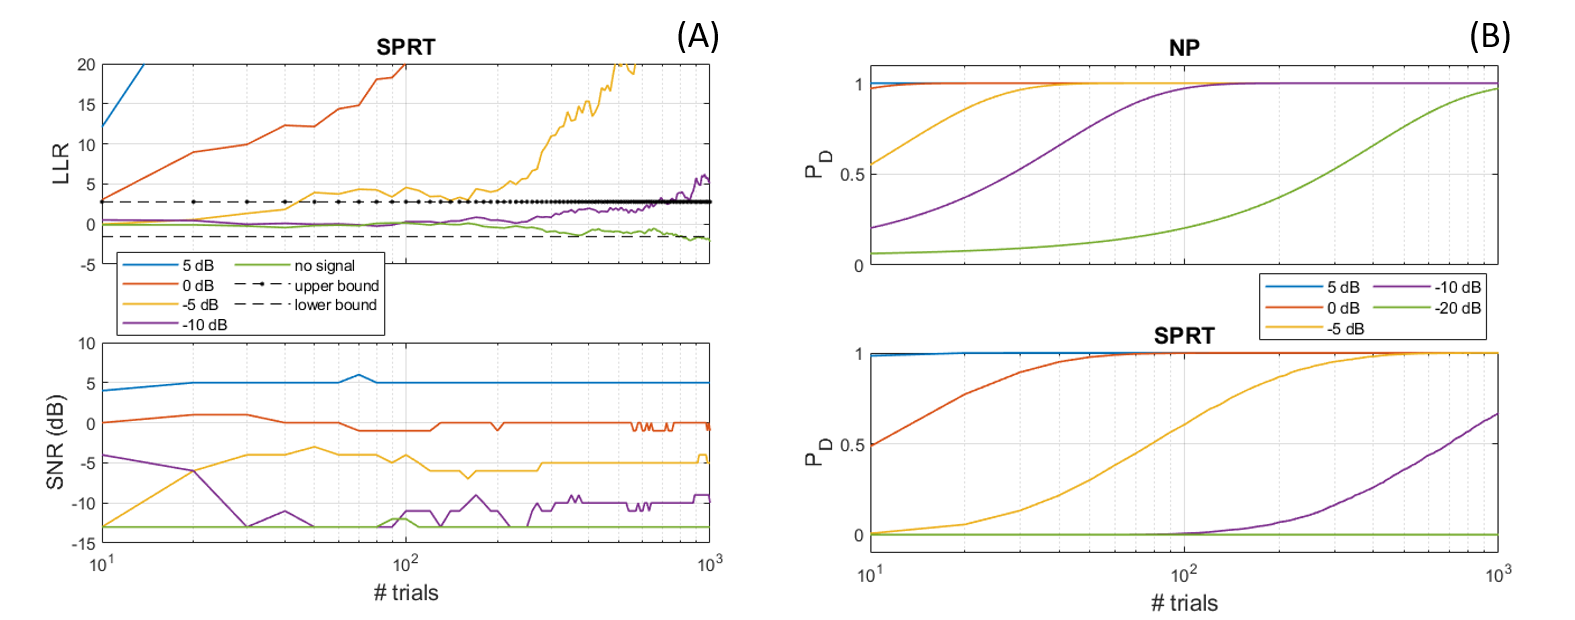 (A)
SPRT
20
15
10
5
0
-5
LLR
5 dB
0 dB
-5 dB
-10 dB
no signal
upper bound
lower bound
10
5
0
-5
-10
-15
SNR (dB)
10^1
10^2
10^3
# trials
(B)
NP
1
0.5
0
P_D
5 dB
0 dB
-5 dB
-10 dB
-20 dB
SPRT
1
0.5
0
P_D
10^1
10^2
10^3
# trials